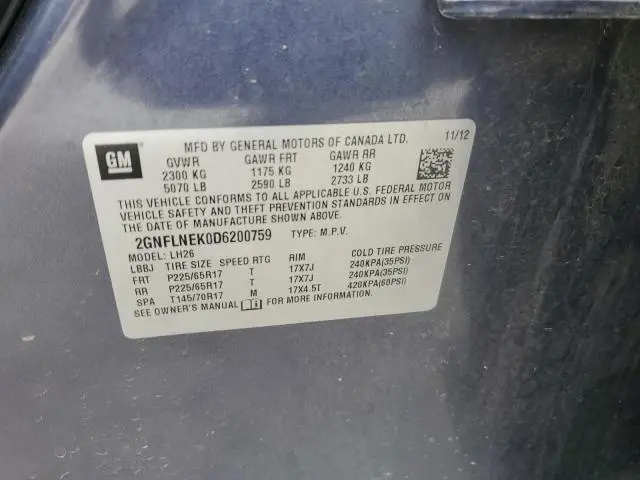 GM
MFD BY GENERAL MOTORS OF CANADA LTD. 11/12
GVWR GAWR FRT GAWR RR
2300 KG 1175 KG 1240 KG
5070 LB 2590 LB 2733 LB
THIS VEHICLE CONFORMS TO ALL APPLICABLE U.S. FEDERAL MOTOR
VEHICLE SAFETY AND THEFT PREVENTION STANDARDS IN EFFECT ON
THE DATE OF MANUFACTURE SHOWN ABOVE.
2GNFLNEK0D6200759 TYPE: M.P.V.
MODEL: LH26
LBBJ TIRE SIZE SPEED RTG RIM COLD TIRE PRESSURE
FRT P225/65R17 T 17X7J 240KPA(35PSI)
RR P225/65R17 T 17X7J 240KPA(35PSI)
SPA T145/70R17 M 17X4.5T 420KPA(60PSI)
SEE OWNER'S MANUAL FOR MORE INFORMATION.